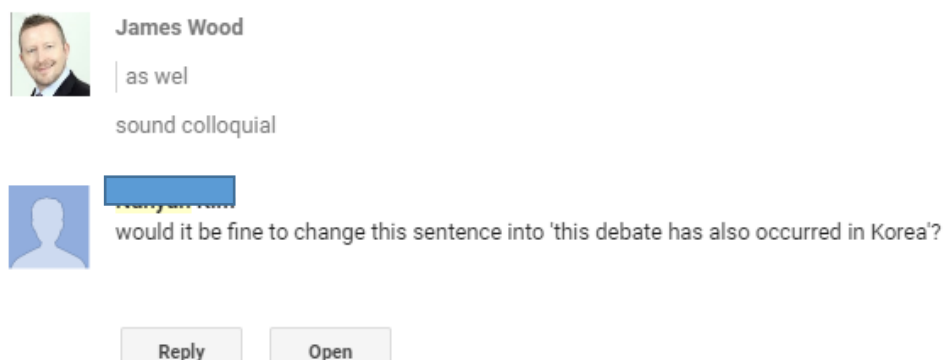 James Wood
as wel
sound colloquial
would it be fine to change this sentence into 'this debate has also occurred in Korea'?
Reply
Open